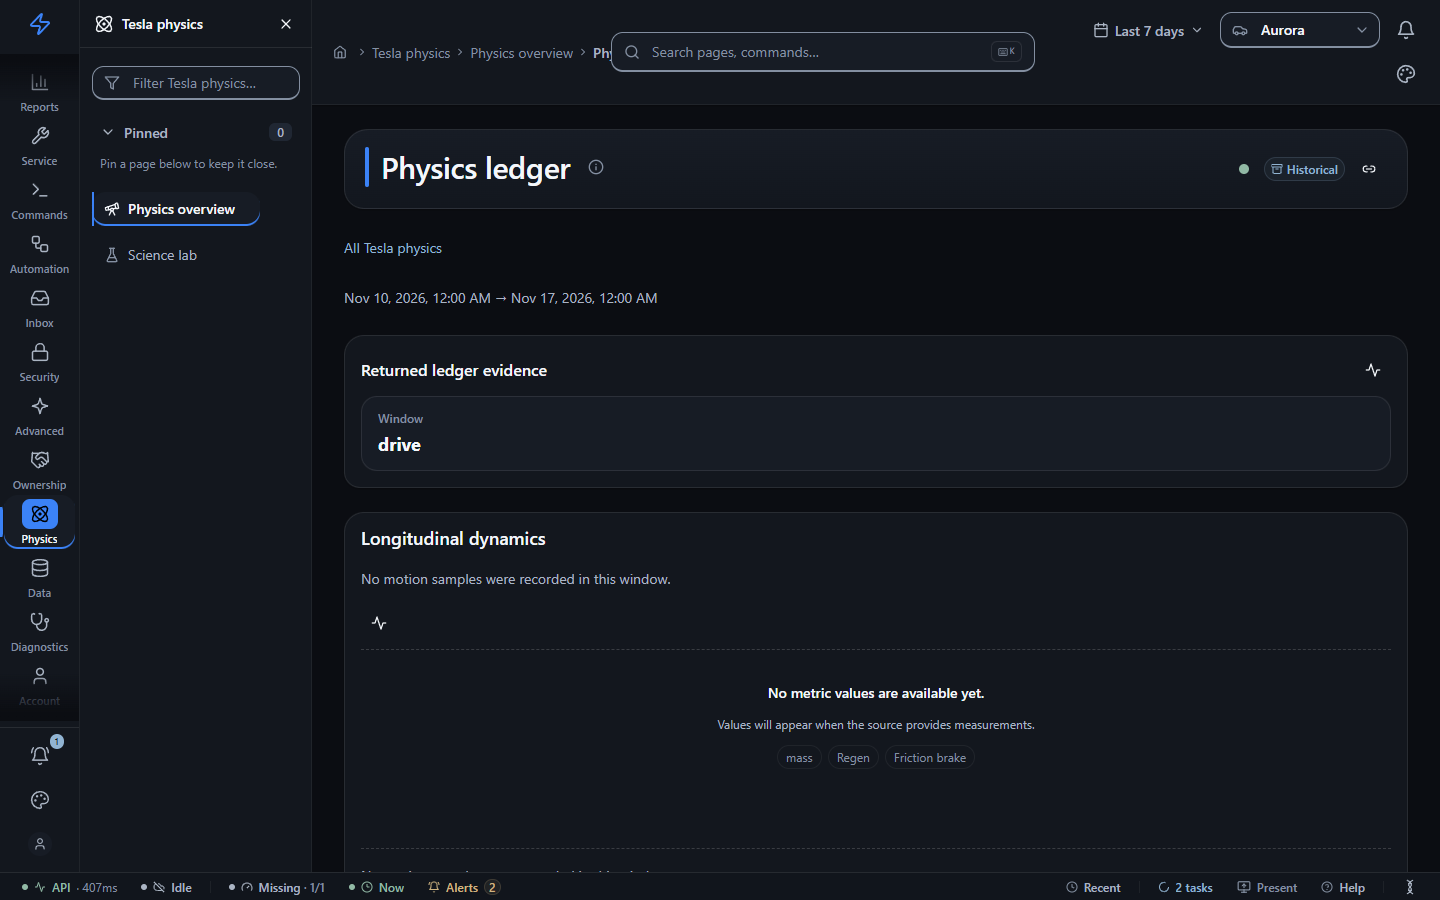 Tesla physics
Reports
Service
Commands
Automation
Inbox
Security
Advanced
Ownership
Physics
Data
Diagnostics
Account
1
Filter Tesla physics...
Pinned
0
Pin a page below to keep it close.
Physics overview
Science lab
Tesla physics
Physics overview
Search pages, commands...
K
Last 7 days
Aurora
Physics ledger
Historical
All Tesla physics
Nov 10, 2026, 12:00 AM → Nov 17, 2026, 12:00 AM
Returned ledger evidence
Window
drive
Longitudinal dynamics
No motion samples were recorded in this window.
No metric values are available yet.
Values will appear when the source provides measurements.
mass
Regen
Friction brake
API · 407ms
Idle
Missing · 1/1
Now
Alerts 2
Recent
2 tasks
Present
Help